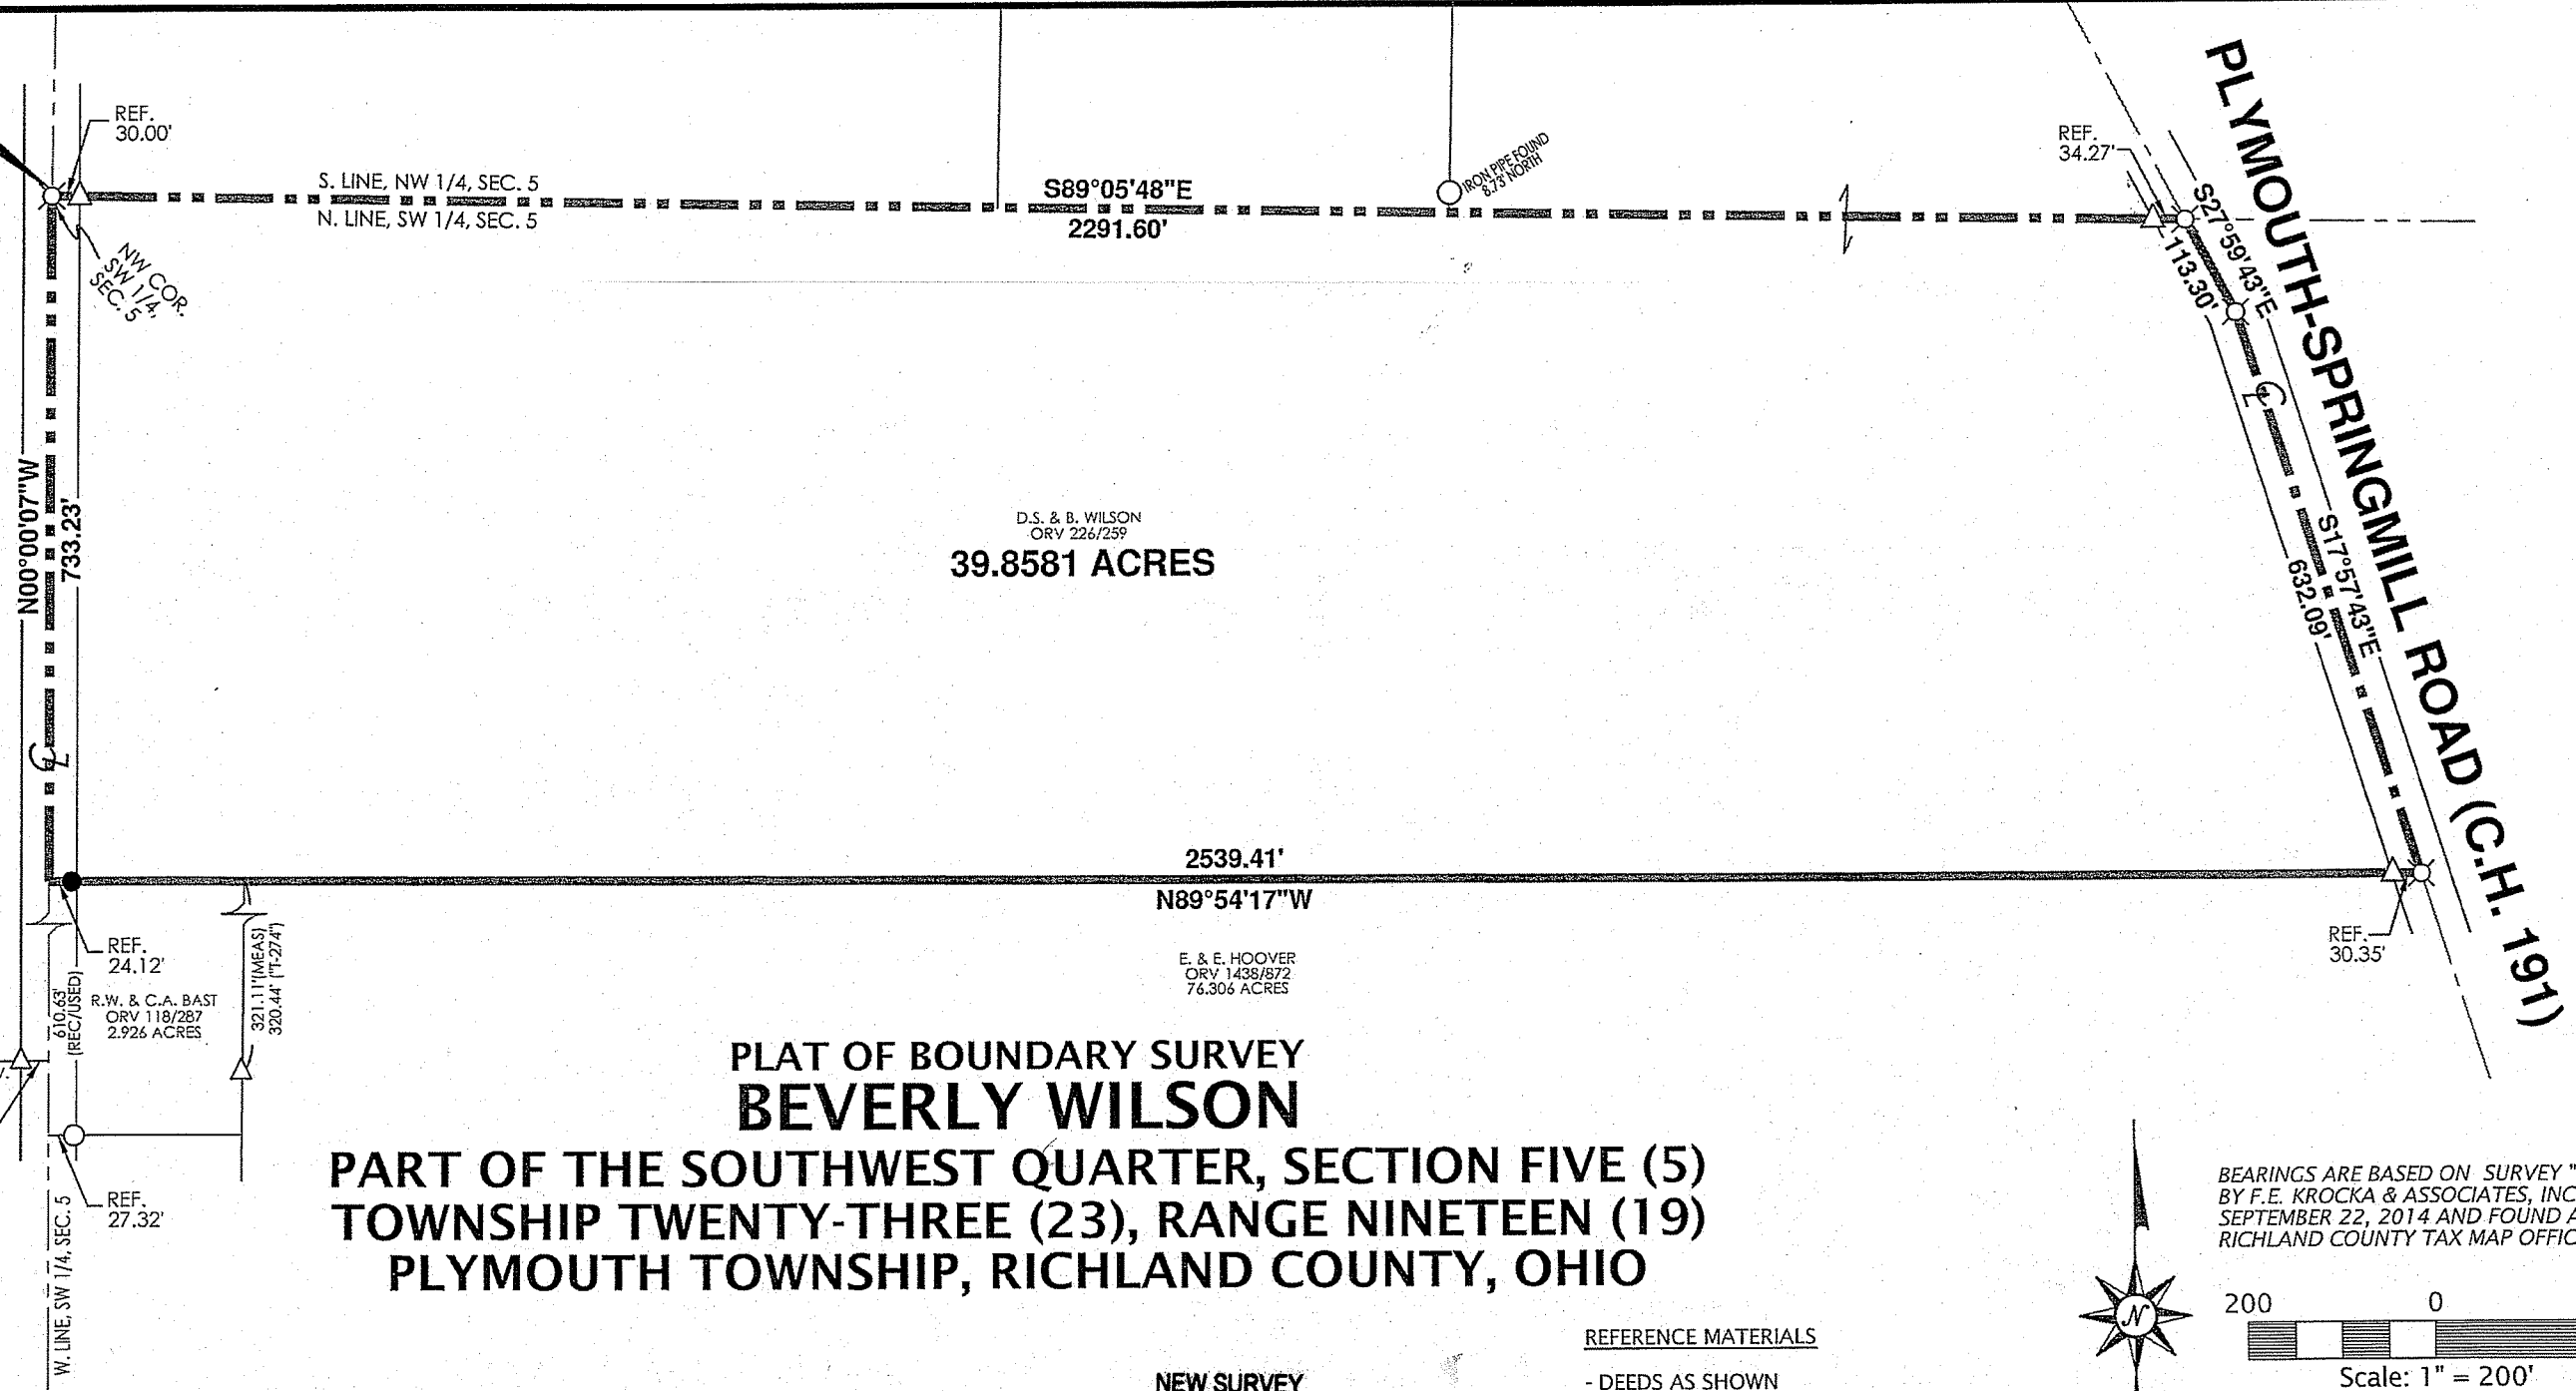 REF.
30.00'
S. LINE, NW 1/4, SEC. 5
N. LINE, SW 1/4, SEC. 5
NW COR.
SW 1/4,
SEC. 5
S89°05'48"E
2291.60'
IRON PIPE FOUND
8.73' NORTH
REF.
34.27'
S27°59'43"E
113.30'
PLYMOUTH-SPRINGMILL ROAD (C.H. 191)
N00°00'07"W
733.23'
D.S. & B. WILSON
ORV 226/259
39.8581 ACRES
S17°57'43"E
632.09'
2539.41'
N89°54'17"W
REF.
24.12'
REF.
30.35'
610.63'
(REC/USED)
R.W. & C.A. BAST
ORV 118/287
2.926 ACRES
321.11'(MEAS)
320.44' ("T-274")
E. & E. HOOVER
ORV 1438/872
76.306 ACRES
REF.
27.32'
W. LINE, SW 1/4, SEC. 5
PLAT OF BOUNDARY SURVEY
BEVERLY WILSON
PART OF THE SOUTHWEST QUARTER, SECTION FIVE (5)
TOWNSHIP TWENTY-THREE (23), RANGE NINETEEN (19)
PLYMOUTH TOWNSHIP, RICHLAND COUNTY, OHIO
BEARINGS ARE BASED ON SURVEY "
BY F.E. KROCKA & ASSOCIATES, INC
SEPTEMBER 22, 2014 AND FOUND A
RICHLAND COUNTY TAX MAP OFFIC
N
200 0
Scale: 1" = 200'
REFERENCE MATERIALS
- DEEDS AS SHOWN
NEW SURVEY